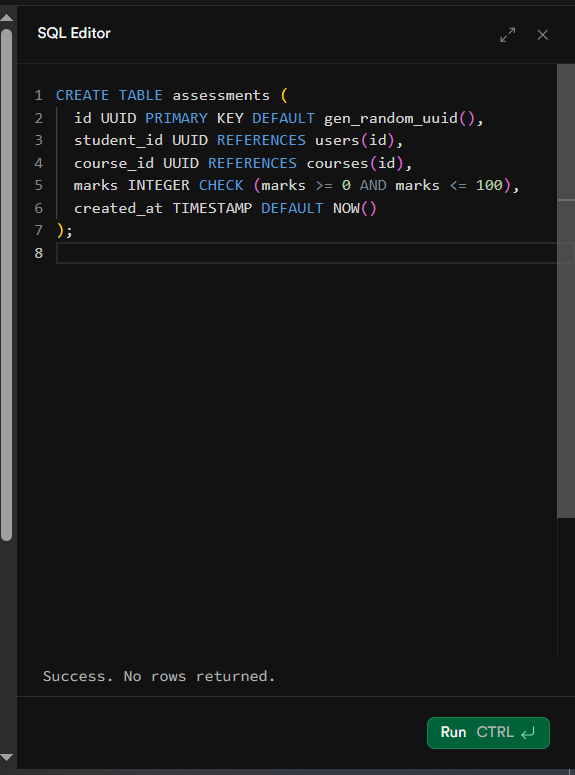 SQL Editor
1 CREATE TABLE assessments (
2 id UUID PRIMARY KEY DEFAULT gen_random_uuid(),
3 student_id UUID REFERENCES users(id),
4 course_id UUID REFERENCES courses(id),
5 marks INTEGER CHECK (marks >= 0 AND marks <= 100),
6 created_at TIMESTAMP DEFAULT NOW()
7 );
8
Success. No rows returned.
Run CTRL